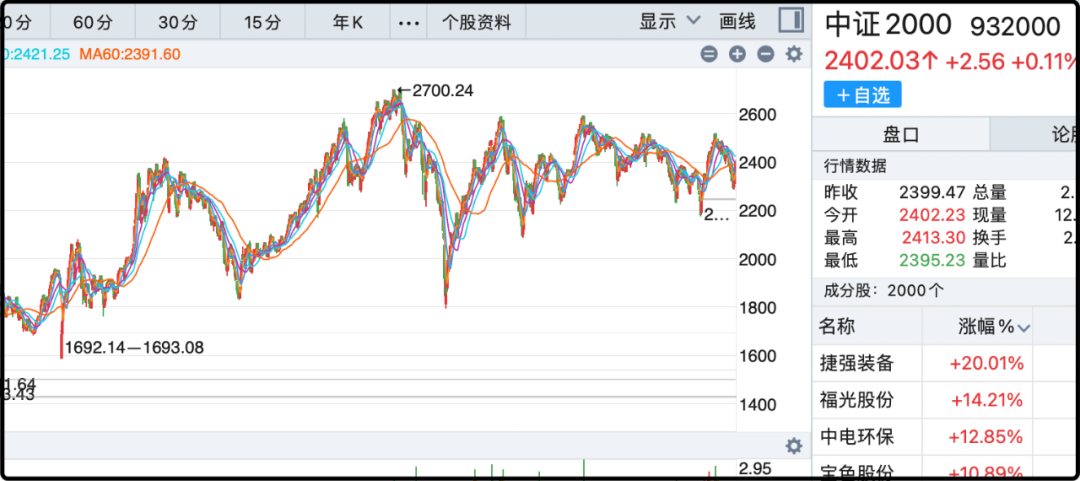 0分 60分 30分 15分 年K ••• 个股资料 显示 画线
0:2421.25 MA60:2391.60
中证2000 932000
2402.03↑ +2.56 +0.11%
+自选
盘口
行情数据
昨收 2399.47 总量 2.
今开 2402.23 现量 12.
最高 2413.30 换手 2.
最低 2395.23 量比
成分股：2000个
名称 涨幅%
捷强装备 +20.01%
福光股份 +14.21%
中电环保 +12.85%
宝色股份 +10.89%
←2700.24
2600
2400
2200
2...
2000
1800
1692.14—1693.08
1600
1.64
3.43
1400
2.95